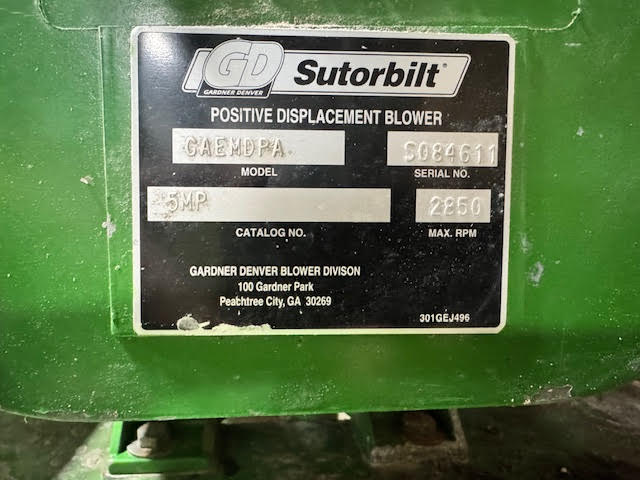 GD
GARDNER DENVER
Sutorbilt®
POSITIVE DISPLACEMENT BLOWER
GAEMDPA S084611
MODEL SERIAL NO.
5MP 2850
CATALOG NO. MAX. RPM
GARDNER DENVER BLOWER DIVISON
100 Gardner Park
Peachtree City, GA 30269
301GEJ496